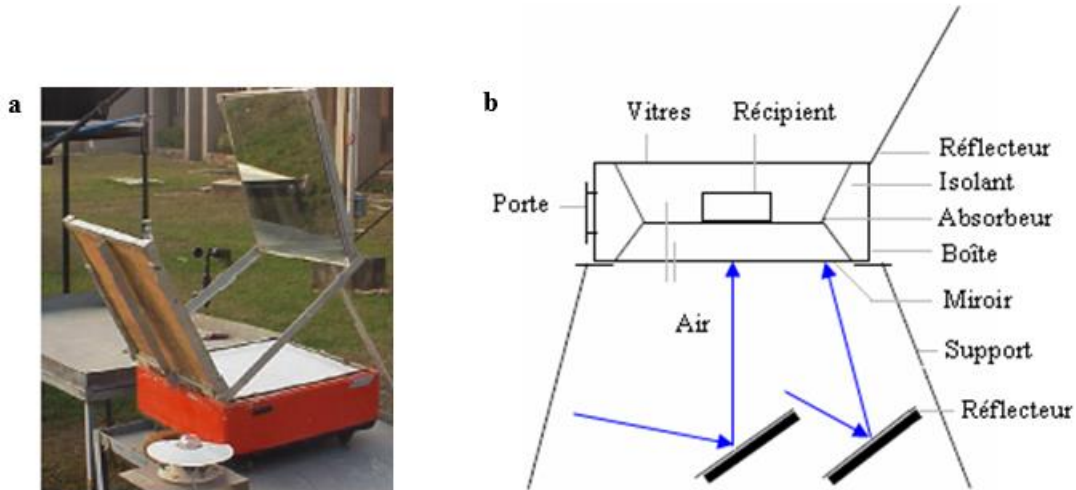 a
b
Vitres
Récipient
Réflecteur
Isolant
Porte
Absorbeur
Boîte
Miroir
Air
Support
Réflecteur